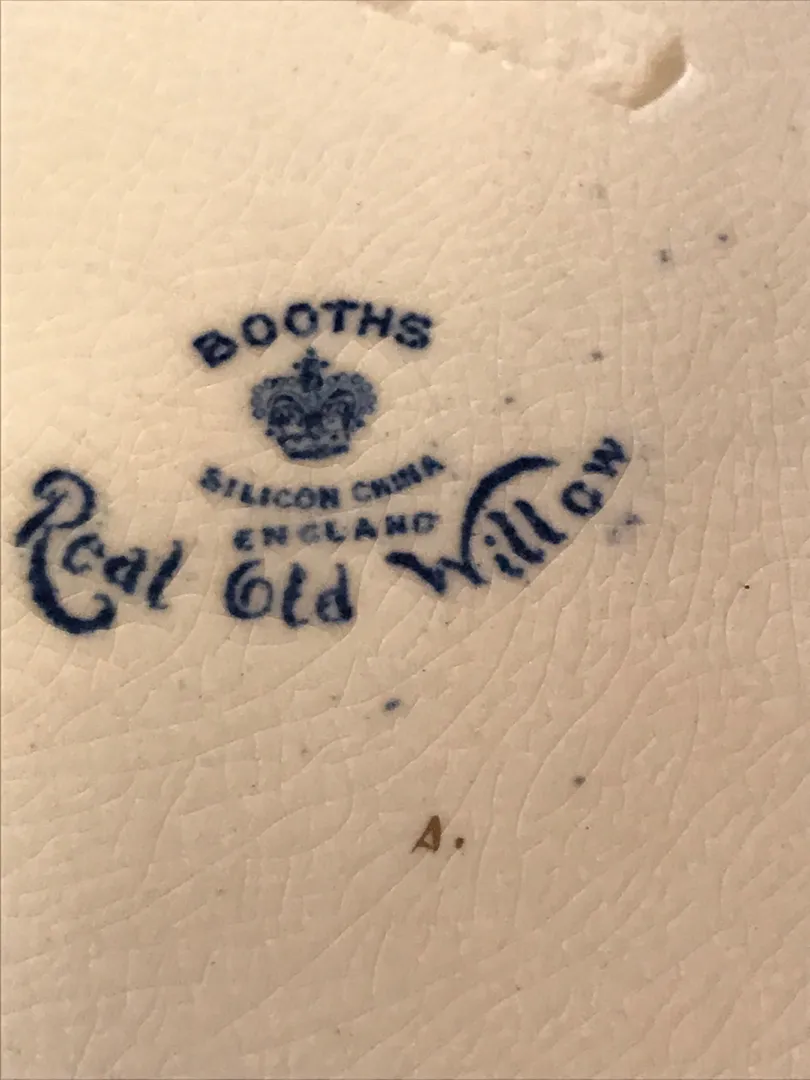 BOOTHS
SILICON CHINA
ENGLAND
Real Old Willow
A.